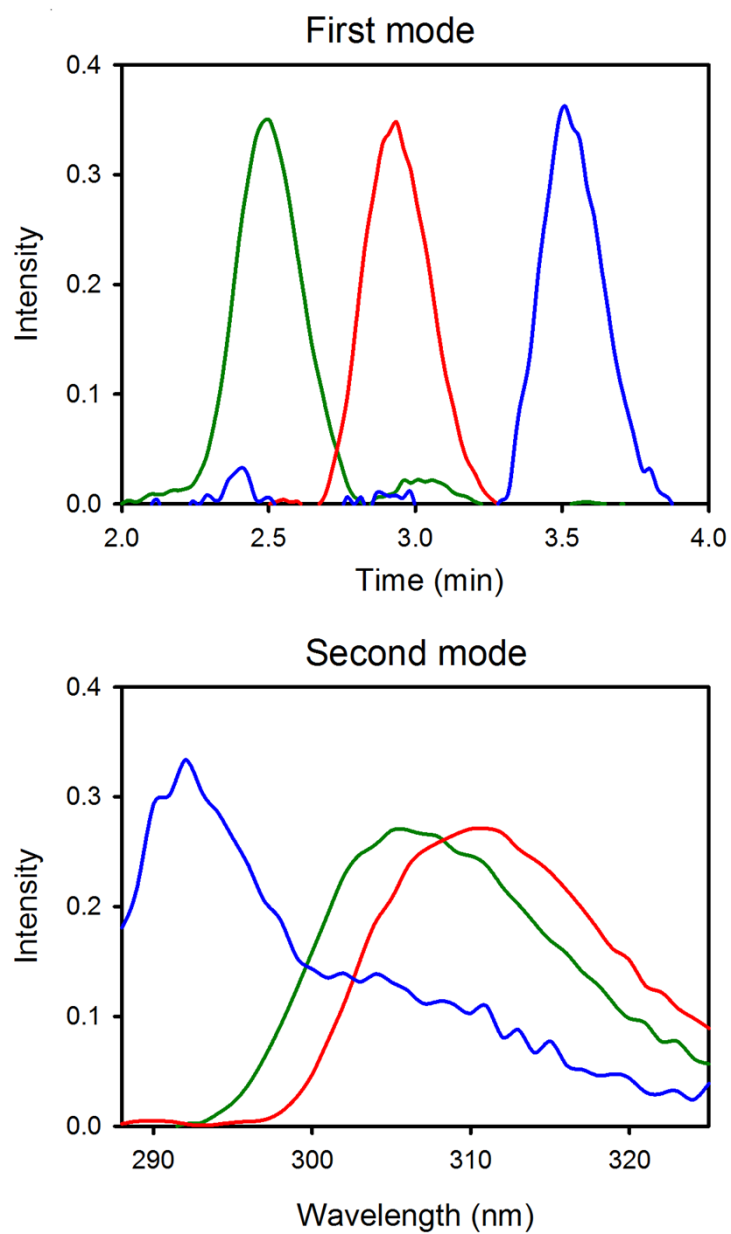 First mode
0.4
0.3
0.2
0.1
0.0
Intensity
2.0 2.5 3.0 3.5 4.0
Time (min)
Second mode
0.4
0.3
0.2
0.1
0.0
Intensity
290 300 310 320
Wavelength (nm)